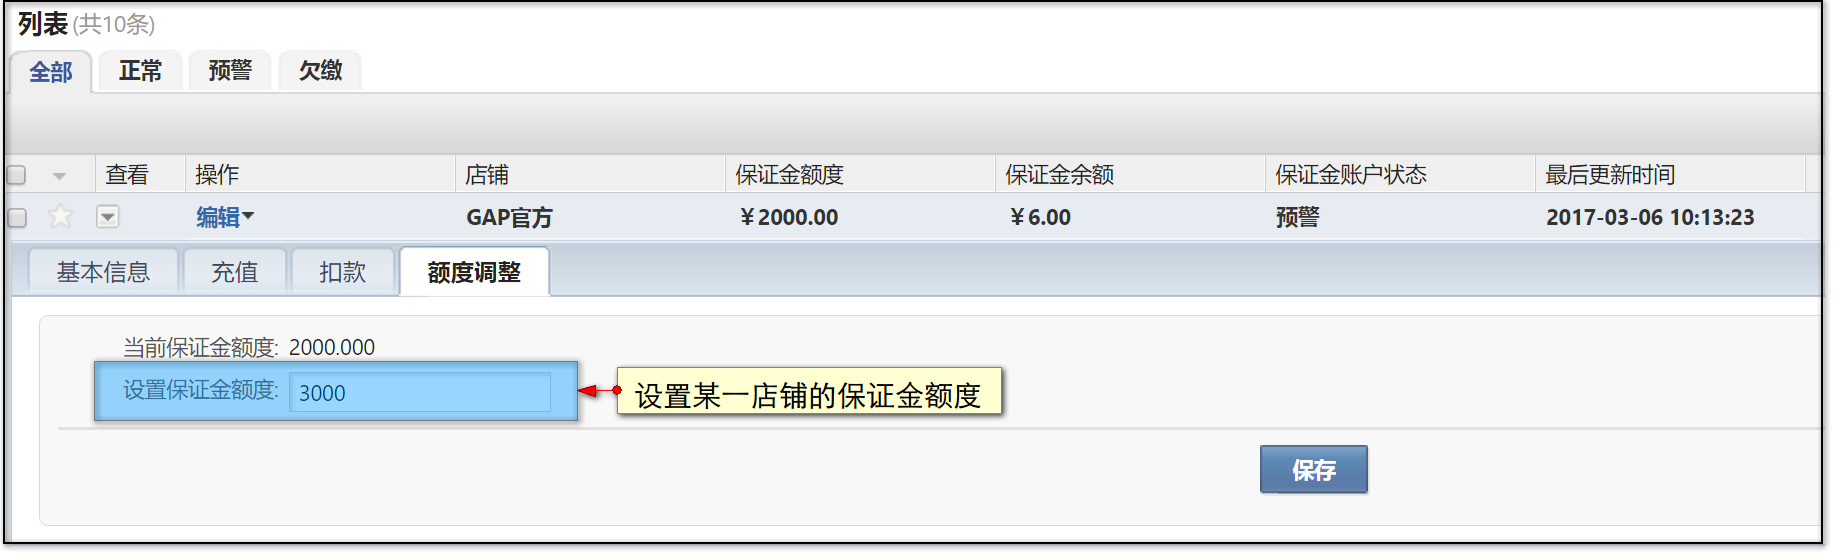 列表(共10条)
全部 正常 预警 欠缴
查看 操作 店铺 保证金额度 保证金余额 保证金账户状态 最后更新时间
编辑 GAP官方 ￥2000.00 ￥6.00 预警 2017-03-06 10:13:23
基本信息 充值 扣款 额度调整
当前保证金额度: 2000.000
设置保证金额度: 3000
设置某一店铺的保证金额度
保存